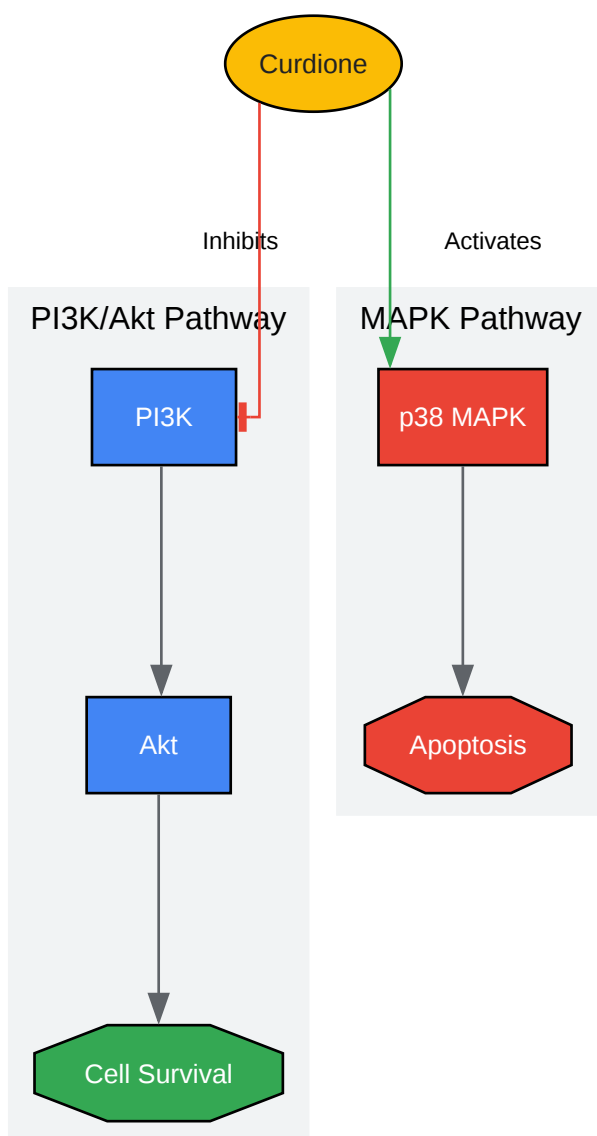 Curdione
Inhibits
Activates
PI3K/Akt Pathway
MAPK Pathway
PI3K
p38 MAPK
Akt
Apoptosis
Cell Survival